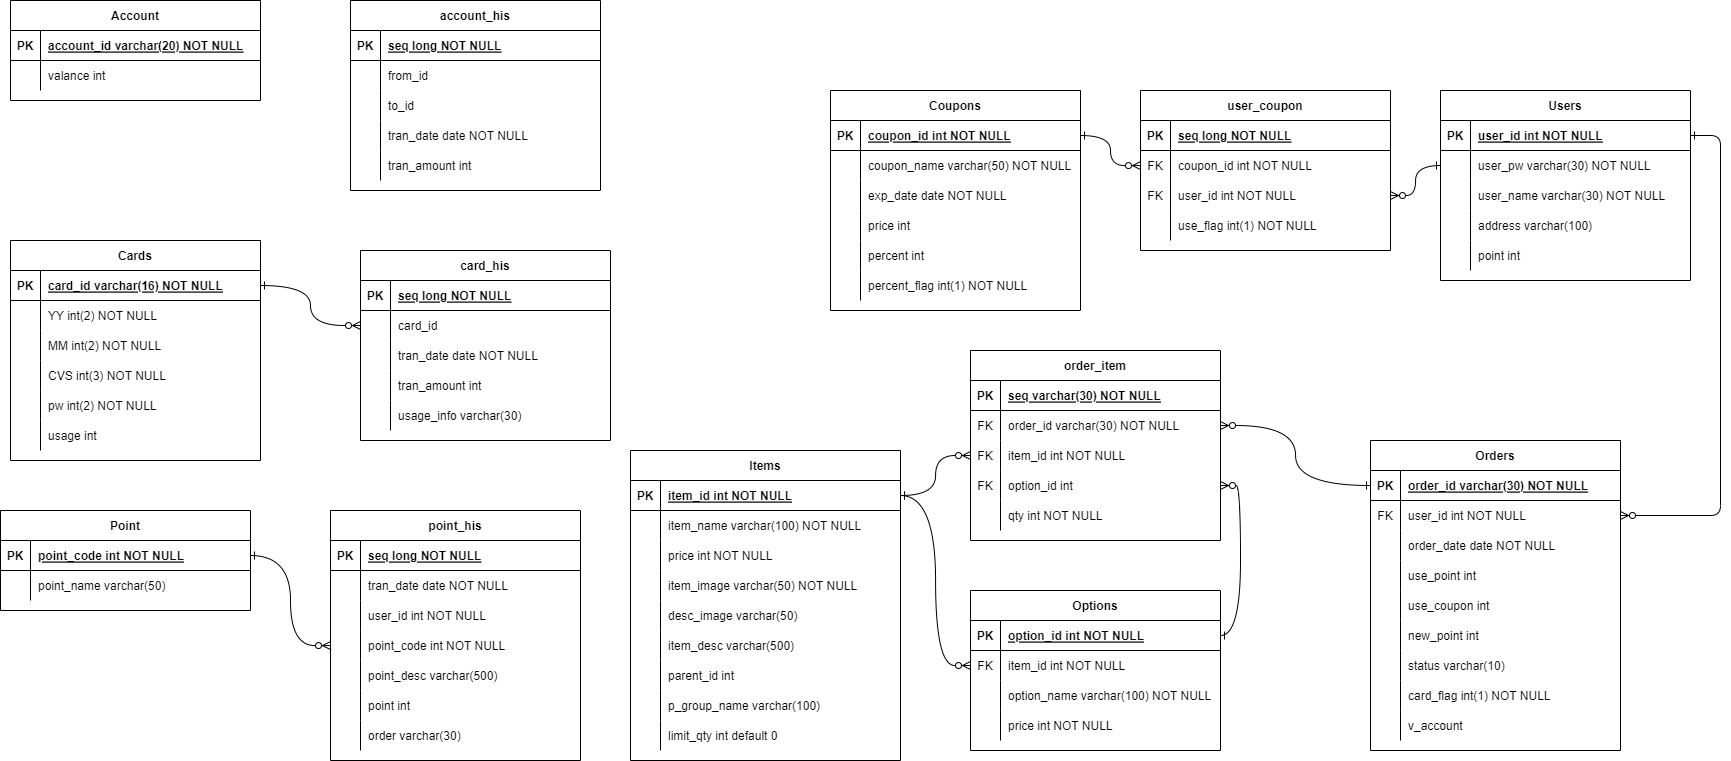 Account
PK account_id varchar(20) NOT NULL
valance int
account_his
PK seq long NOT NULL
from_id
to_id
tran_date date NOT NULL
tran_amount int
Coupons
PK coupon_id int NOT NULL
coupon_name varchar(50) NOT NULL
exp_date date NOT NULL
price int
percent int
percent_flag int(1) NOT NULL
user_coupon
PK seq long NOT NULL
FK coupon_id int NOT NULL
FK user_id int NOT NULL
use_flag int(1) NOT NULL
Users
PK user_id int NOT NULL
user_pw varchar(30) NOT NULL
user_name varchar(30) NOT NULL
address varchar(100)
point int
Cards
PK card_id varchar(16) NOT NULL
YY int(2) NOT NULL
MM int(2) NOT NULL
CVS int(3) NOT NULL
pw int(2) NOT NULL
usage int
card_his
PK seq long NOT NULL
card_id
tran_date date NOT NULL
tran_amount int
usage_info varchar(30)
order_item
PK seq varchar(30) NOT NULL
FK order_id varchar(30) NOT NULL
FK item_id int NOT NULL
FK option_id int
qty int NOT NULL
Orders
PK order_id varchar(30) NOT NULL
FK user_id int NOT NULL
order_date date NOT NULL
use_point int
use_coupon int
new_point int
status varchar(10)
card_flag int(1) NOT NULL
v_account
Items
PK item_id int NOT NULL
item_name varchar(100) NOT NULL
price int NOT NULL
item_image varchar(50) NOT NULL
desc_image varchar(50)
item_desc varchar(500)
parent_id int
p_group_name varchar(100)
limit_qty int default 0
Point
PK point_code int NOT NULL
point_name varchar(50)
point_his
PK seq long NOT NULL
tran_date date NOT NULL
user_id int NOT NULL
point_code int NOT NULL
point_desc varchar(500)
point int
order varchar(30)
Options
PK option_id int NOT NULL
FK item_id int NOT NULL
option_name varchar(100) NOT NULL
price int NOT NULL